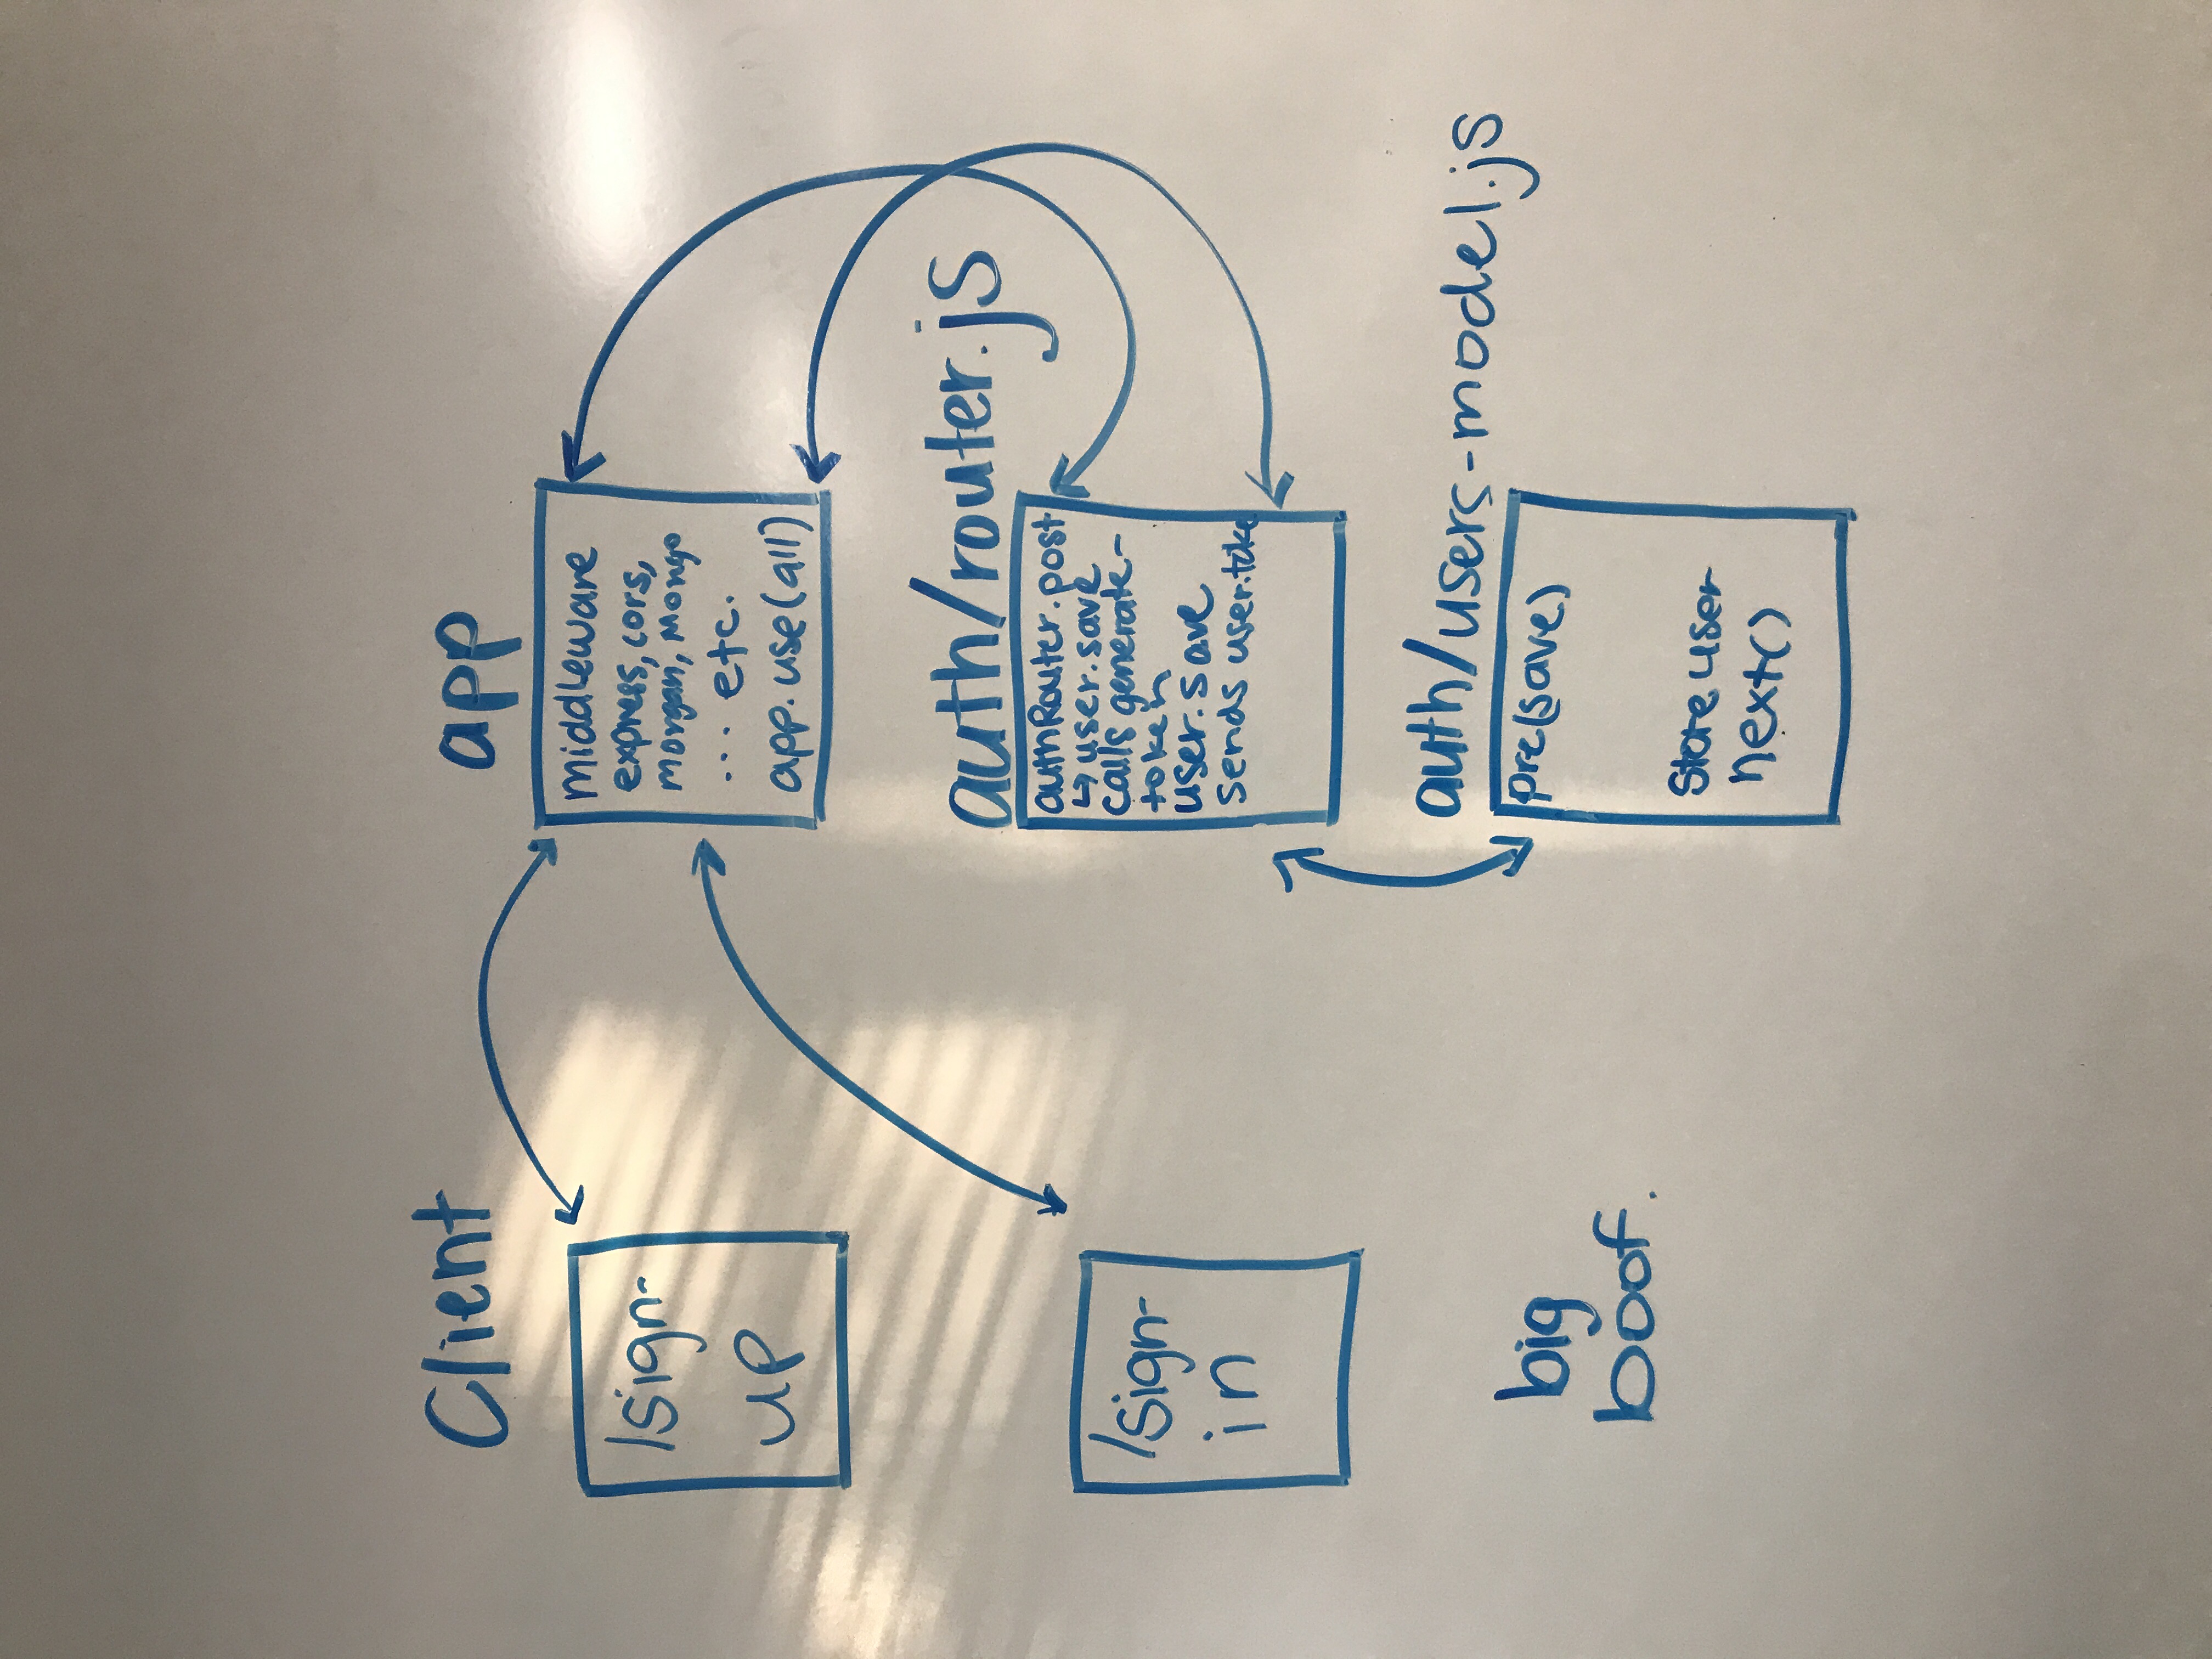 Client
/sign-
up
/sign-
in
big
boof.
app
middleware
express, cors,
morgan, Mongo
... etc.
app.use(all)
auth/router.js
authRouter.post
↳ user.save
calls generate-
token
user.save
sends user.toke
auth/users-model.js
pre(save)
Store user
next()